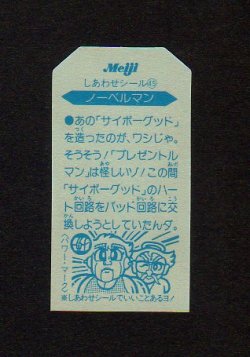 Meiji
しあわせシール
ノーベルマン
●あの「サイボーグッド」
を造ったのが、ワシじゃ。
そうそう!「プレゼントル
マン」は怪しいゾ!この間
「サイボーグッド」のハー
ト回路をバッド回路に交
換しようとしていたんダ。
〈パワー・マーク〉
※しあわせシールでいいことあるヨ!